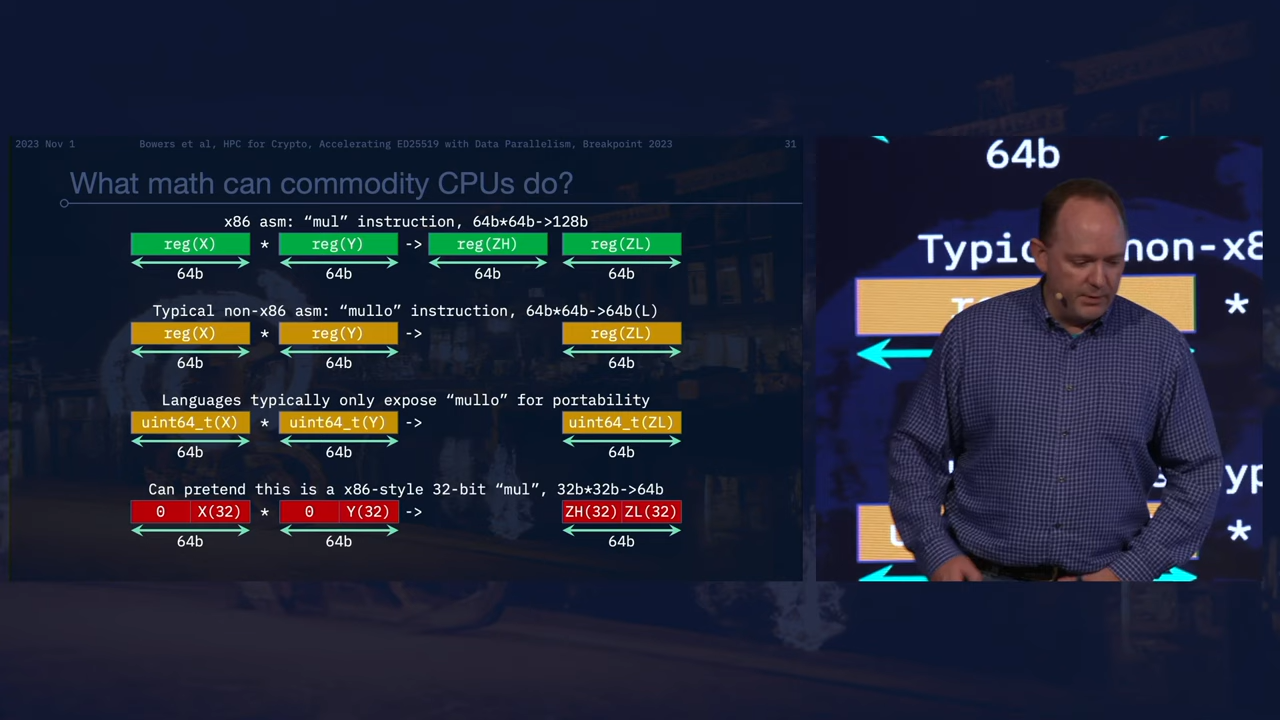 2023 Nov 1 Bowers et al, HPC for Crypto, Accelerating ED25519 with Data Parallelism, Breakpoint 2023 31
What math can commodity CPUs do?
x86 asm: “mul” instruction, 64b*64b->128b
reg(X) * reg(Y) -> reg(ZH) reg(ZL)
64b 64b 64b 64b
Typical non-x86 asm: “mullo” instruction, 64b*64b->64b(L)
reg(X) * reg(Y) -> reg(ZL)
64b 64b 64b
Languages typically only expose “mullo” for portability
uint64_t(X) * uint64_t(Y) -> uint64_t(ZL)
64b 64b 64b
Can pretend this is a x86-style 32-bit “mul”, 32b*32b->64b
0 X(32) * 0 Y(32) -> ZH(32) ZL(32)
64b 64b 64b
64b
Typic non-x8
*
yp
*